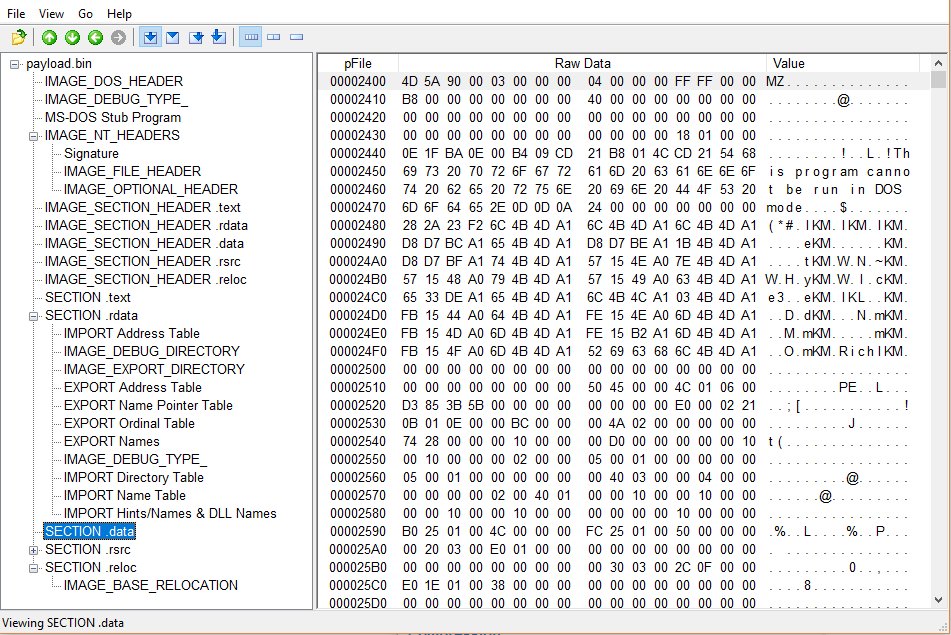 File View Go Help
payload.bin
IMAGE_DOS_HEADER
IMAGE_DEBUG_TYPE_
MS-DOS Stub Program
IMAGE_NT_HEADERS
Signature
IMAGE_FILE_HEADER
IMAGE_OPTIONAL_HEADER
IMAGE_SECTION_HEADER .text
IMAGE_SECTION_HEADER .rdata
IMAGE_SECTION_HEADER .data
IMAGE_SECTION_HEADER .rsrc
IMAGE_SECTION_HEADER .reloc
SECTION .text
SECTION .rdata
IMPORT Address Table
IMAGE_DEBUG_DIRECTORY
IMAGE_EXPORT_DIRECTORY
EXPORT Address Table
EXPORT Name Pointer Table
EXPORT Ordinal Table
EXPORT Names
IMAGE_DEBUG_TYPE_
IMPORT Directory Table
IMPORT Name Table
IMPORT Hints/Names & DLL Names
SECTION .data
SECTION .rsrc
SECTION .reloc
IMAGE_BASE_RELOCATION
pFile Raw Data Value
00002400 4D 5A 90 00 03 00 00 00 04 00 00 00 FF FF 00 00 MZ..............
00002410 B8 00 00 00 00 00 00 00 40 00 00 00 00 00 00 00 ........@.......
00002420 00 00 00 00 00 00 00 00 00 00 00 00 00 00 00 00 ................
00002430 00 00 00 00 00 00 00 00 00 00 00 00 18 01 00 00 ................
00002440 0E 1F BA 0E 00 B4 09 CD 21 B8 01 4C CD 21 54 68 ........!..L.!Th
00002450 69 73 20 70 72 6F 67 72 61 6D 20 63 61 6E 6E 6F is program canno
00002460 74 20 62 65 20 72 75 6E 20 69 6E 20 44 4F 53 20 t be run in DOS
00002470 6D 6F 64 65 2E 0D 0D 0A 24 00 00 00 00 00 00 00 mode....$.......
00002480 28 2A 23 F2 6C 4B 4D A1 6C 4B 4D A1 6C 4B 4D A1 (*#.lKM.lKM.lKM.
00002490 D8 D7 BC A1 65 4B 4D A1 D8 D7 BE A1 1B 4B 4D A1 ....eKM......KM.
000024A0 D8 D7 BF A1 74 4B 4D A1 57 15 4E A0 7E 4B 4D A1 ....tKM.W.N.~KM.
000024B0 57 15 48 A0 79 4B 4D A1 57 15 49 A0 63 4B 4D A1 W.H.yKM.W.I.cKM.
000024C0 65 33 DE A1 65 4B 4D A1 6C 4B 4C A1 03 4B 4D A1 e3..eKM.lKL..KM.
000024D0 FB 15 44 A0 64 4B 4D A1 FE 15 4E A0 6D 4B 4D A1 ..D.dKM...N.mKM.
000024E0 FB 15 4D A0 6D 4B 4D A1 FE 15 B2 A1 6D 4B 4D A1 ..M.mKM.....mKM.
000024F0 FB 15 4F A0 6D 4B 4D A1 52 69 63 68 6C 4B 4D A1 ..O.mKM.RichlKM.
00002500 00 00 00 00 00 00 00 00 00 00 00 00 00 00 00 00 ................
00002510 00 00 00 00 00 00 00 00 50 45 00 00 4C 01 06 00 ........PE..L...
00002520 D3 85 3B 5B 00 00 00 00 00 00 00 00 E0 00 02 21 ..;[...........!
00002530 0B 01 0E 00 00 BC 00 00 00 4A 02 00 00 00 00 00 .........J......
00002540 74 28 00 00 00 10 00 00 00 D0 00 00 00 00 00 10 t(..............
00002550 00 10 00 00 00 02 00 00 05 00 01 00 00 00 00 00 ................
00002560 05 00 01 00 00 00 00 00 00 40 03 00 00 04 00 00 .........@......
00002570 00 00 00 00 02 00 40 01 00 00 10 00 00 10 00 00 ......@.........
00002580 00 00 10 00 00 10 00 00 00 00 00 00 10 00 00 00 ................
00002590 B0 25 01 00 4C 00 00 00 FC 25 01 00 50 00 00 00 .%..L....%..P...
000025A0 00 20 03 00 E0 01 00 00 00 00 00 00 00 00 00 00 . ..............
000025B0 00 00 00 00 00 00 00 00 00 30 03 00 2C 0F 00 00 .........0..,...
000025C0 E0 1E 01 00 38 00 00 00 00 00 00 00 00 00 00 00 ....8...........
000025D0 00 00 00 00 00 00 00 00 00 00 00 00 00 00 00 00 ................
Viewing SECTION .data